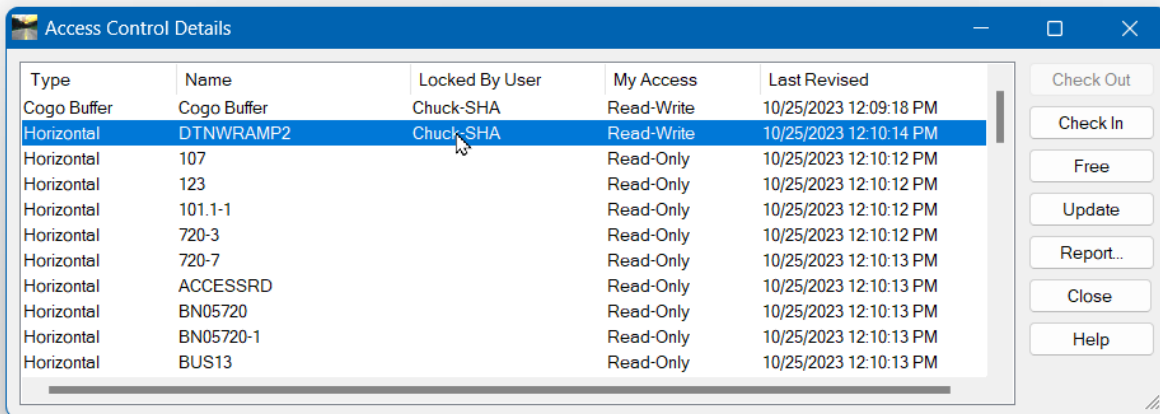 Access Control Details
Type Name Locked By User My Access Last Revised
Cogo Buffer Cogo Buffer Chuck-SHA Read-Write 10/25/2023 12:09:18 PM
Horizontal DTNWRAMP2 Chuck-SHA Read-Write 10/25/2023 12:10:14 PM
Horizontal 107 Read-Only 10/25/2023 12:10:12 PM
Horizontal 123 Read-Only 10/25/2023 12:10:12 PM
Horizontal 101.1-1 Read-Only 10/25/2023 12:10:12 PM
Horizontal 720-3 Read-Only 10/25/2023 12:10:12 PM
Horizontal 720-7 Read-Only 10/25/2023 12:10:13 PM
Horizontal ACCESSRD Read-Only 10/25/2023 12:10:13 PM
Horizontal BN05720 Read-Only 10/25/2023 12:10:13 PM
Horizontal BN05720-1 Read-Only 10/25/2023 12:10:13 PM
Horizontal BUS13 Read-Only 10/25/2023 12:10:13 PM
Check Out
Check In
Free
Update
Report...
Close
Help